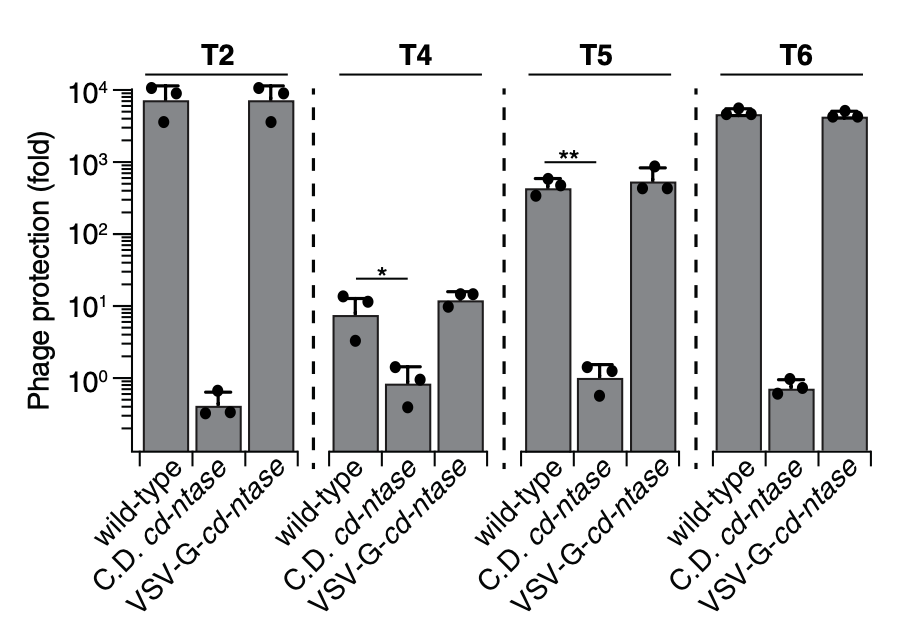 T2 T4 T5 T6
Phage protection (fold)
10⁴
10³
10²
10¹
10⁰
* **
wild-type C.D. cd-ntase VSV-G-cd-ntase wild-type C.D. cd-ntase VSV-G-cd-ntase wild-type C.D. cd-ntase VSV-G-cd-ntase wild-type C.D. cd-ntase VSV-G-cd-ntase